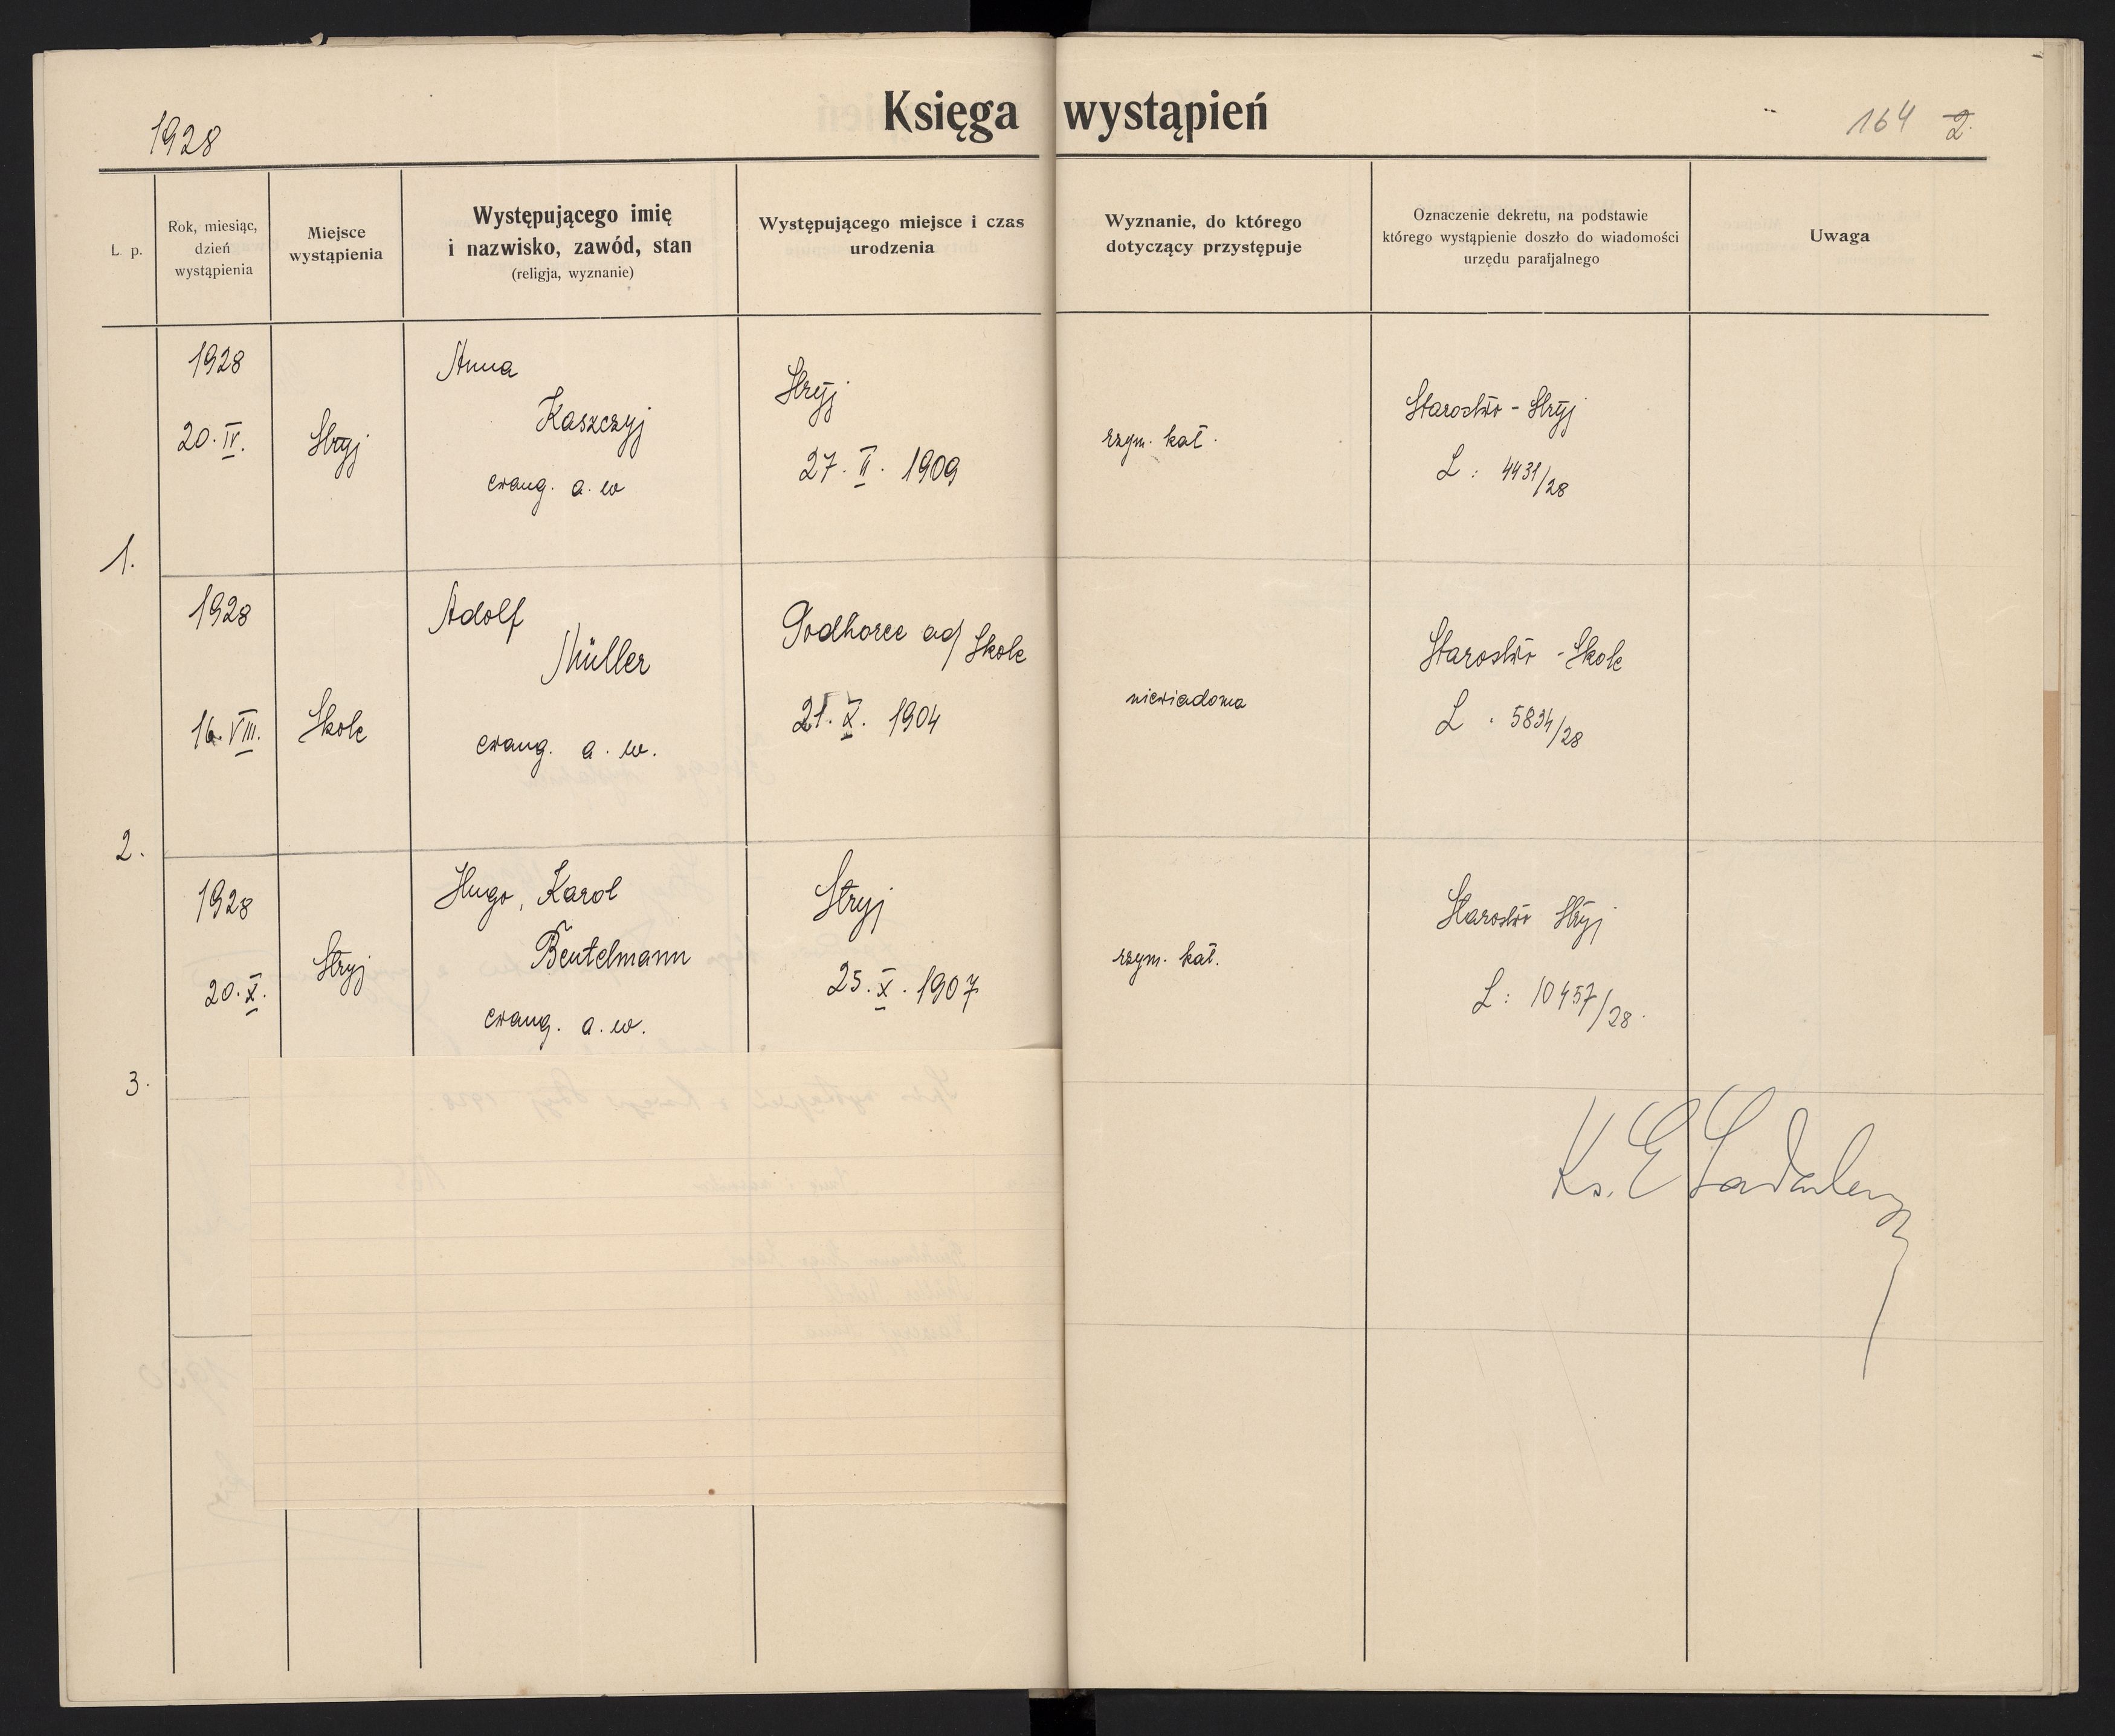 1928
Księga wystąpień
164 2.
L. p.
Rok, miesiąc,
dzień
wystąpienia
Miejsce
wystąpienia
Występującego imię
i nazwisko, zawód, stan
(religja, wyznanie)
Występującego miejsce i czas
urodzenia
Wyznanie, do którego
dotyczący przystępuje
Oznaczenie dekretu, na podstawie
którego wystąpienie doszło do wiadomości
urzędu parafjalnego
Uwaga
1.
1928
20. IV.
Stryj
Anna
Kaszczyj
ewang. a. w
Stryj
27. II. 1909
rzym. kat.
Starostwo - Stryj
L : 4431/28
2.
1928
16. VIII.
Skole
Adolf
Müller
ewang. a. w.
Podhorce ad/ Skole
21. X. 1904
niewiadoma
Starostwo - Skole
L . 5834/28
3.
1928
20. X.
Stryj
Hugo, Karol
Beutelmann
ewang. a. w.
Stryj
25. X. 1907
rzym. kat.
Starostwo Stryj
L : 10457/28.
Ks. E